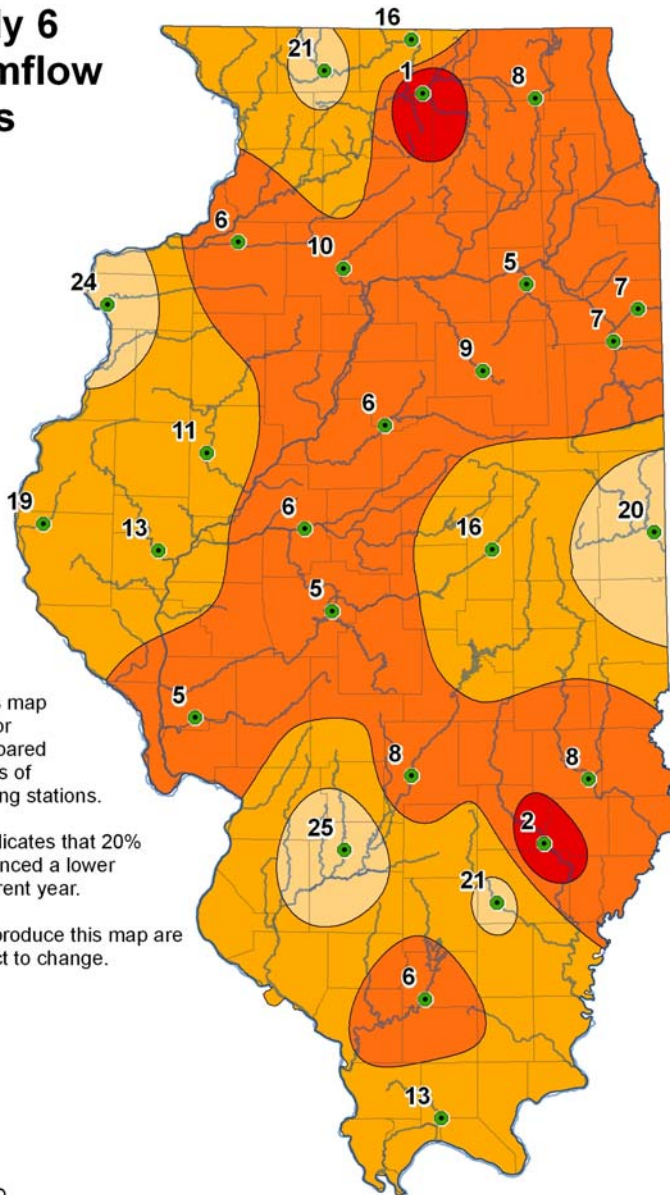 ly 6
mflow
s
16
21
1
8
6
10
5
24
7
7
9
6
11
19
13
6
16
20
5
5
8
8
2
25
21
6
13
map
or
pared
s of
ng stations.
dicates that 20%
nced a lower
rent year.
produce this map are
ct to change.